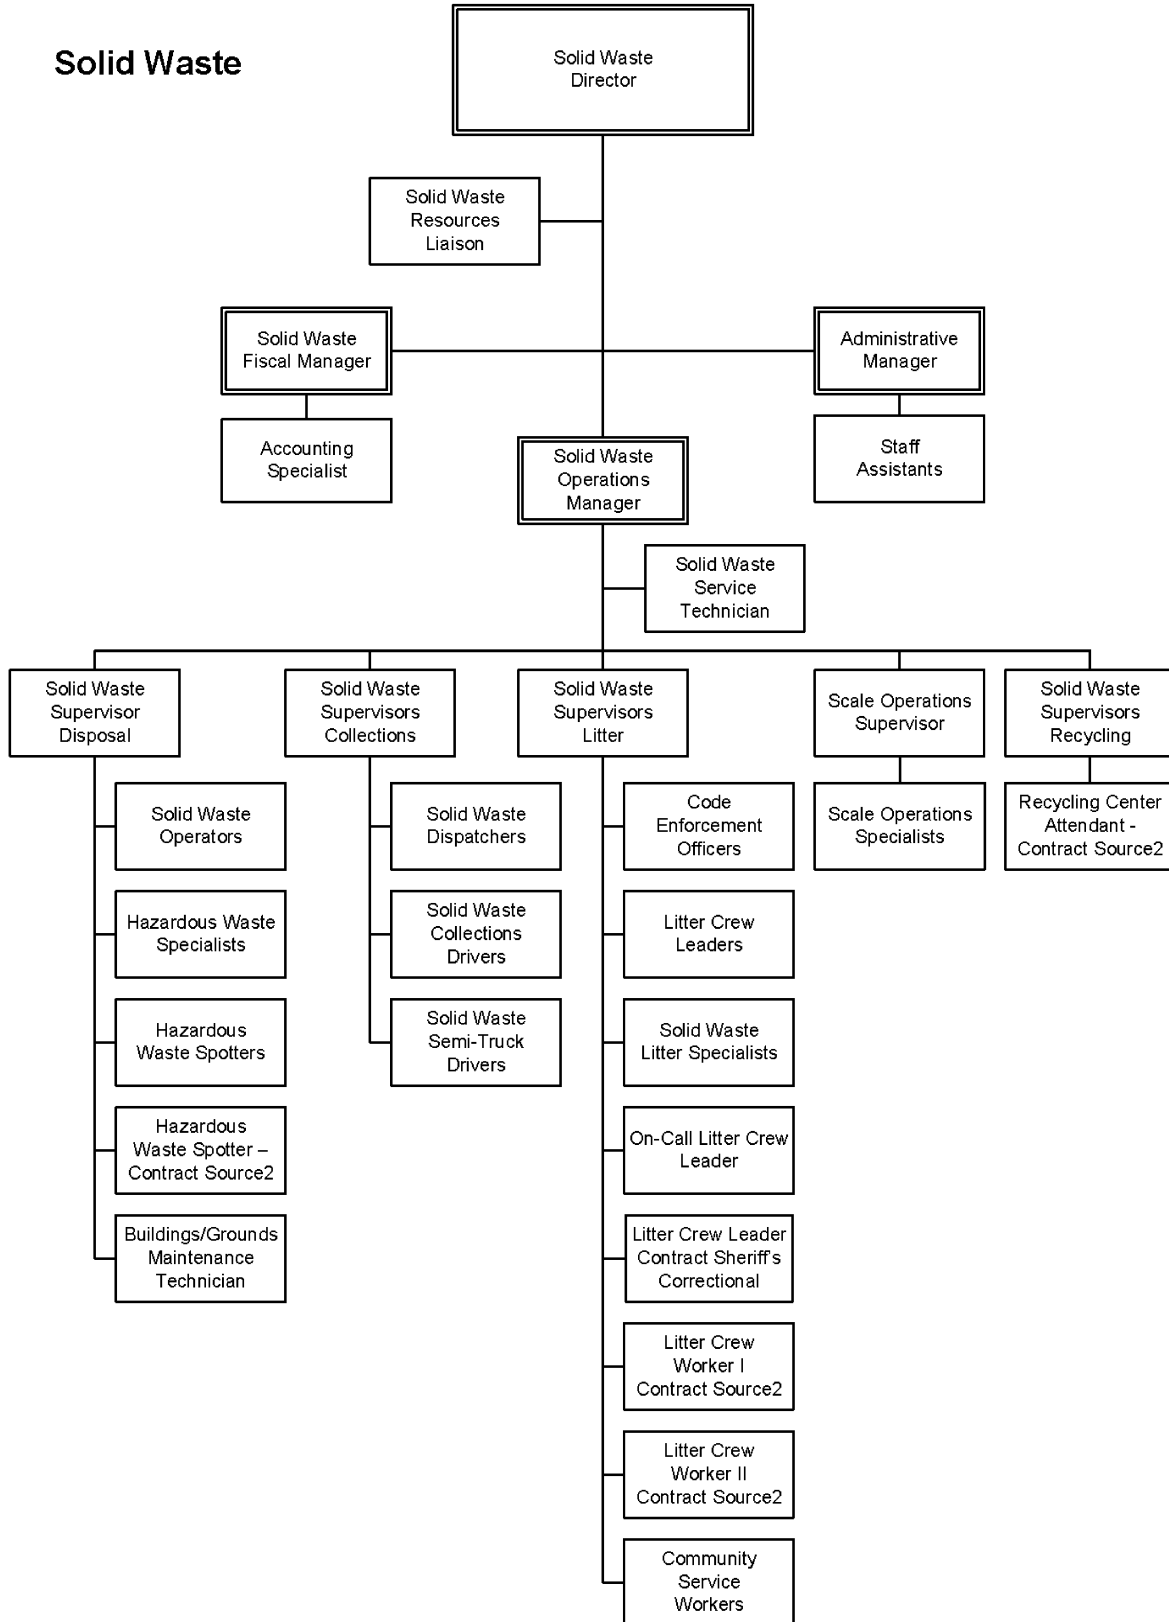 Solid Waste
Solid Waste
Director
Solid Waste
Resources
Liaison
Solid Waste
Fiscal Manager
Administrative
Manager
Accounting
Specialist
Solid Waste
Operations
Manager
Staff
Assistants
Solid Waste
Service
Technician
Solid Waste
Supervisor
Disposal
Solid Waste
Supervisors
Collections
Solid Waste
Supervisors
Litter
Scale Operations
Supervisor
Solid Waste
Supervisors
Recycling
Solid Waste
Operators
Solid Waste
Dispatchers
Code
Enforcement
Officers
Scale Operations
Specialists
Recycling Center
Attendant -
Contract Source2
Hazardous Waste
Specialists
Solid Waste
Collections
Drivers
Litter Crew
Leaders
Hazardous
Waste Spotters
Solid Waste
Semi-Truck
Drivers
Solid Waste
Litter Specialists
Hazardous
Waste Spotter –
Contract Source2
On-Call Litter Crew
Leader
Buildings/Grounds
Maintenance
Technician
Litter Crew Leader
Contract Sheriff's
Correctional
Litter Crew
Worker I
Contract Source2
Litter Crew
Worker II
Contract Source2
Community
Service
Workers